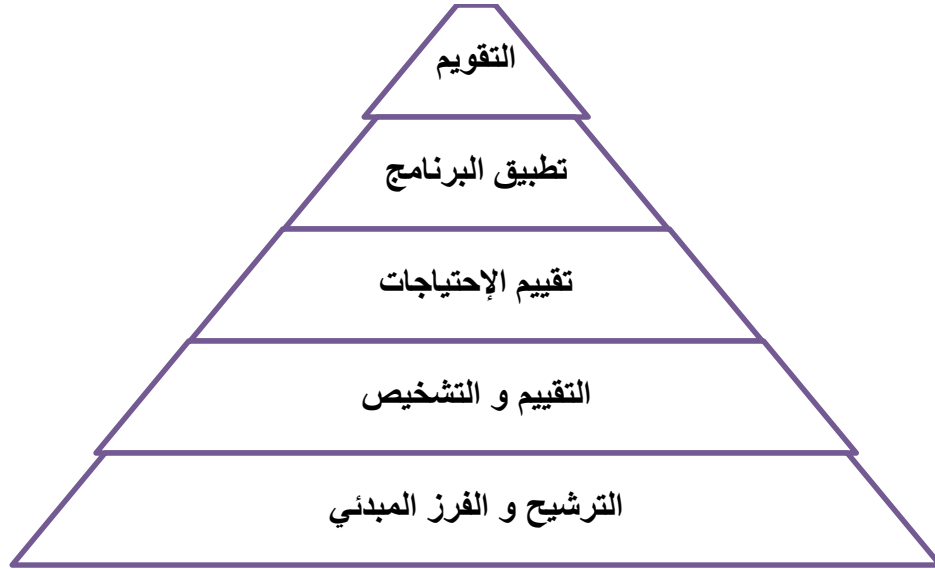 التقويم
تطبيق البرنامج
تقييم الإحتياجات
التقييم و التشخيص
الترشيح و الفرز المبدئي